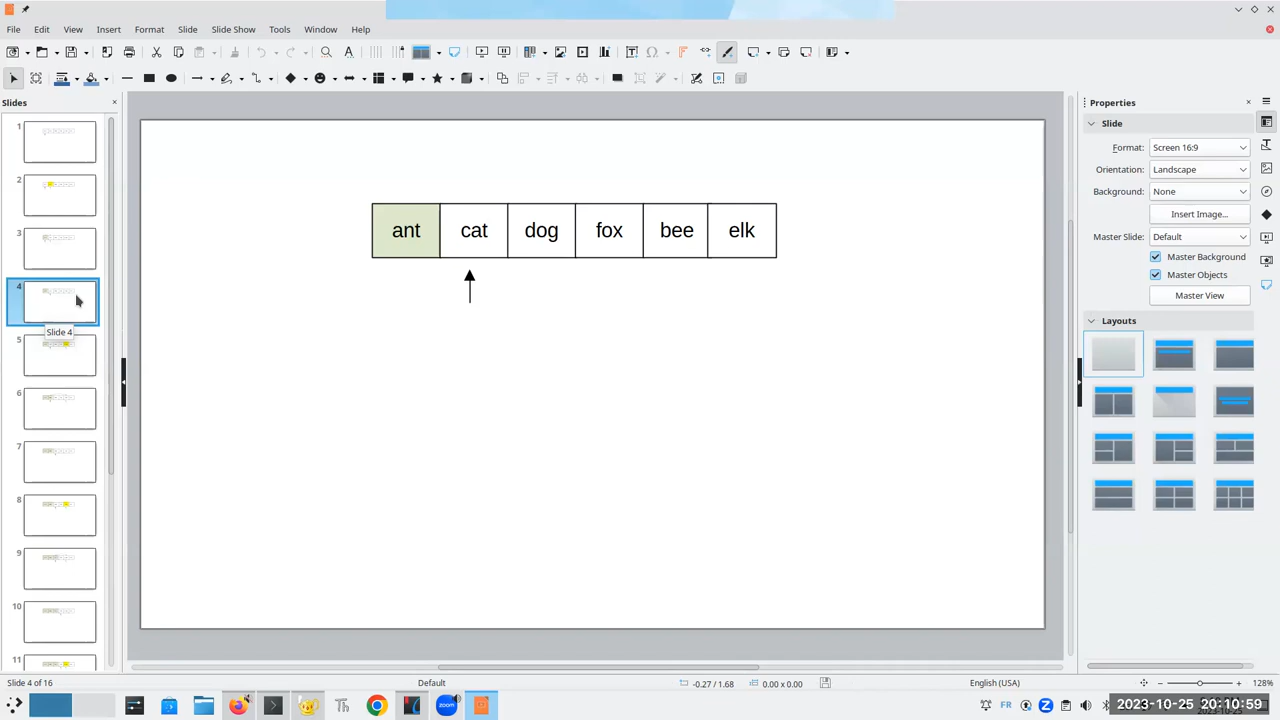 File Edit View Insert Format Slide Slide Show Tools Window Help
Slides
Properties
Slide
Format: Screen 16:9
Orientation: Landscape
Background: None
Insert Image...
Master Slide: Default
Master Background
Master Objects
Master View
Layouts
1
2
3
4
Slide 4
5
6
7
8
9
10
11
ant cat dog fox bee elk
Slide 4 of 16 Default -0.27 / 1.68 0.00 x 0.00 English (USA) 128%
zoom FR 2023-10-25 20:10:59